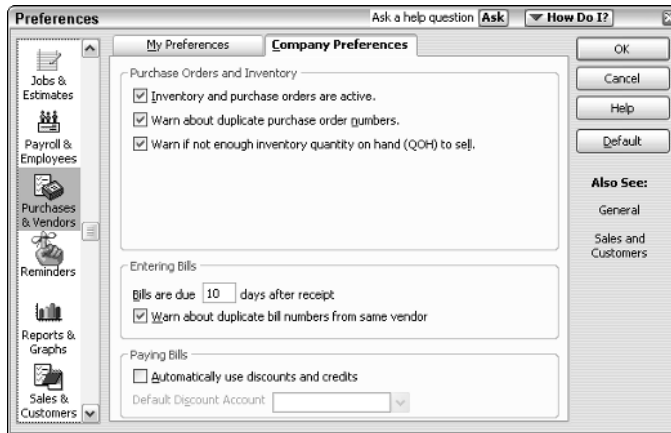 Preferences
Ask a help question Ask How Do I?
Jobs &
Estimates
Payroll &
Employees
Purchases
& Vendors
Reminders
Reports &
Graphs
Sales &
Customers
My Preferences
Company Preferences
Purchase Orders and Inventory
Inventory and purchase orders are active.
Warn about duplicate purchase order numbers.
Warn if not enough inventory quantity on hand (QOH) to sell.
Entering Bills
Bills are due 10 days after receipt
Warn about duplicate bill numbers from same vendor
Paying Bills
Automatically use discounts and credits
Default Discount Account
OK
Cancel
Help
Default
Also See:
General
Sales and
Customers